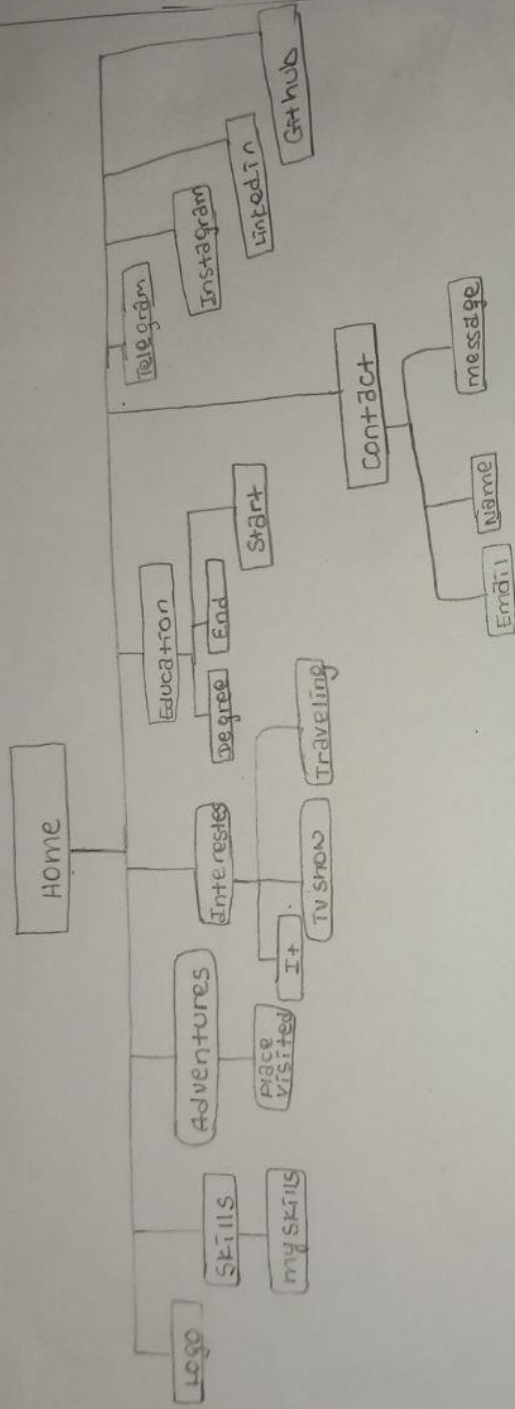 Home
Logo
Skills
Adventures
Interested
Education
Contact
Telegram
Instagram
Linkedin
Github
my skills
Place
Visited
It
TV show
Traveling
Degree
End
Start
Email
Name
message